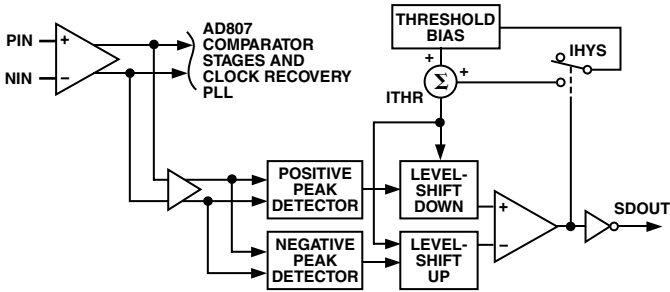 PIN
NIN
+
−
AD807
COMPARATOR
STAGES AND
CLOCK RECOVERY
PLL
THRESHOLD
BIAS
+
+
Σ
ITHR
IHYS
POSITIVE
PEAK
DETECTOR
LEVEL-
SHIFT
DOWN
NEGATIVE
PEAK
DETECTOR
LEVEL-
SHIFT
UP
+
−
SDOUT